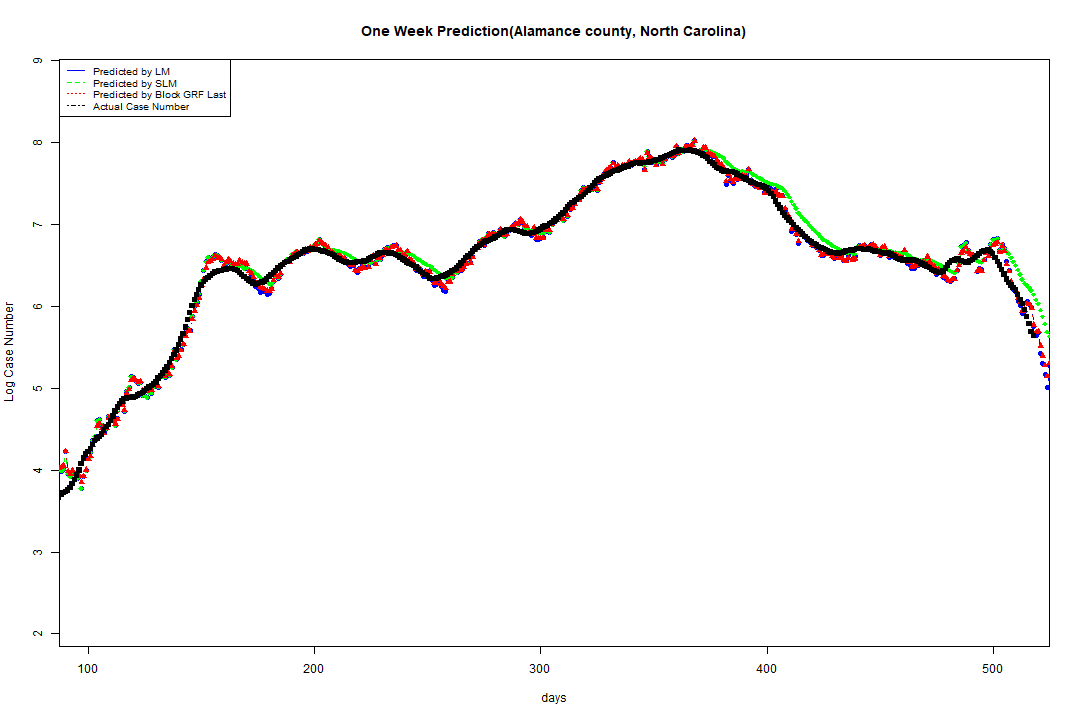 One Week Prediction(Alamance county, North Carolina)
Predicted by LM
Predicted by SLM
Predicted by Block GRF Last
Actual Case Number
Log Case Number
9
8
7
6
5
4
3
2
100 200 300 400 500
days